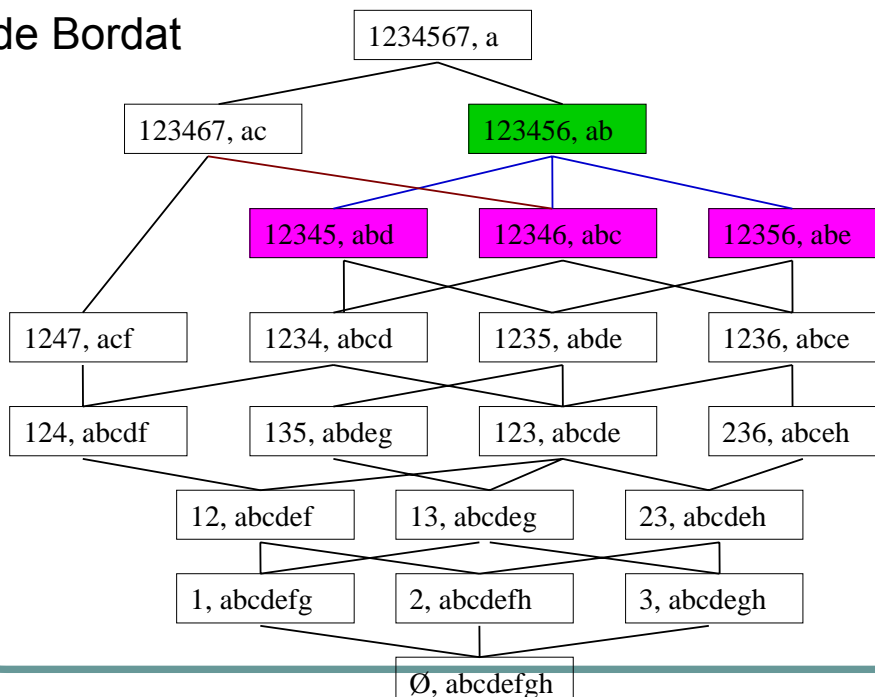 de Bordat
1234567, a
123467, ac
123456, ab
12345, abd
12346, abc
12356, abe
1247, acf
1234, abcd
1235, abde
1236, abce
124, abcdf
135, abdeg
123, abcde
236, abceh
12, abcdef
13, abcdeg
23, abcdeh
1, abcdefg
2, abcdefh
3, abcdegh
Ø, abcdefgh